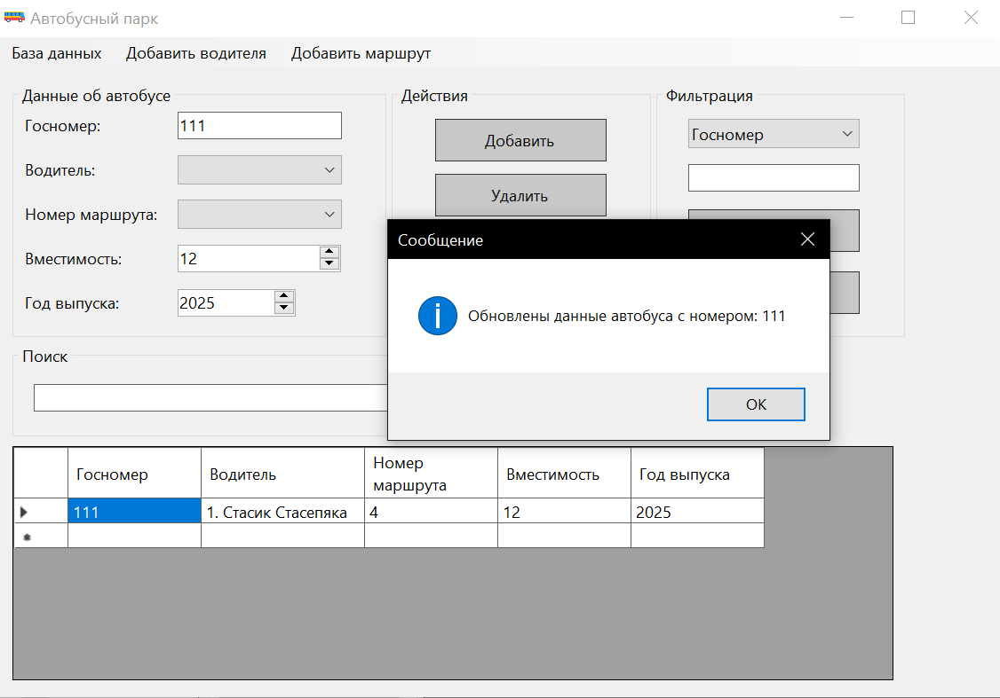 Автобусный парк
База данных Добавить водителя Добавить маршрут
Данные об автобусе
Госномер: 111
Водитель:
Номер маршрута:
Вместимость: 12
Год выпуска: 2025
Действия
Добавить
Удалить
Фильтрация
Госномер
Сообщение
Обновлены данные автобуса с номером: 111
OK
Поиск
Госномер Водитель Номер маршрута Вместимость Год выпуска
111 1. Стасик Стасепяка 4 12 2025